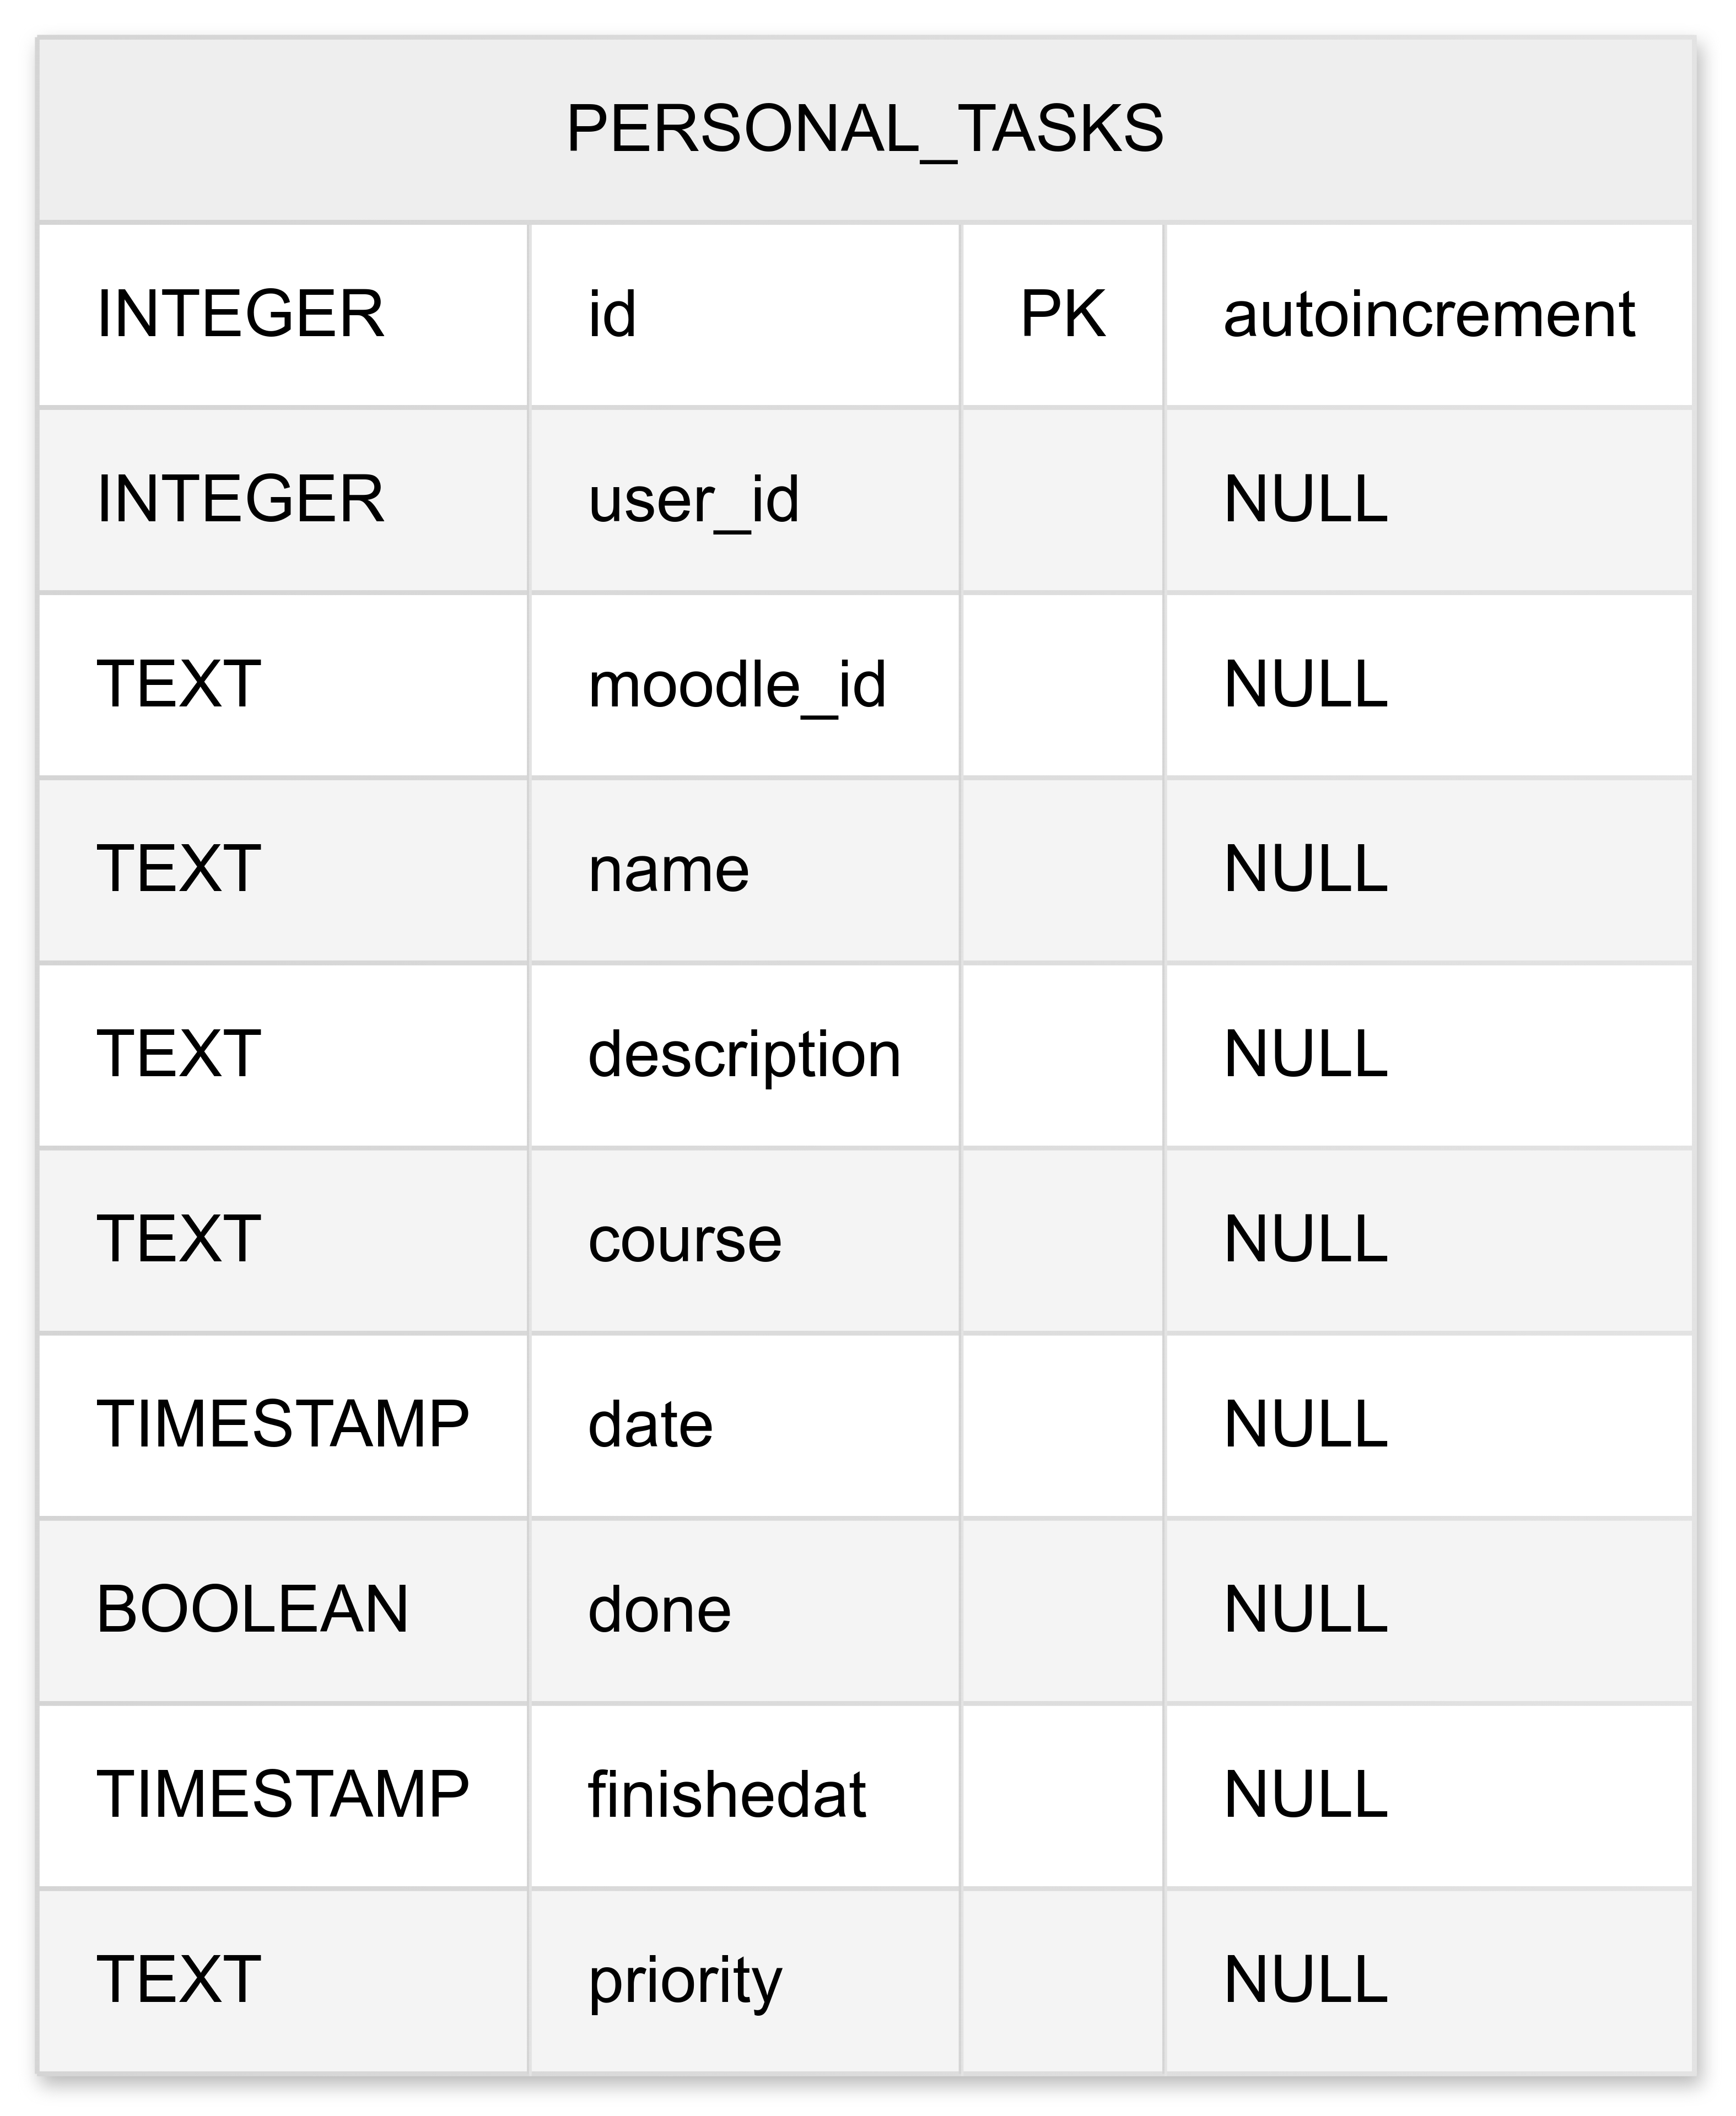 PERSONAL_TASKS
INTEGER id PK autoincrement
INTEGER user_id NULL
TEXT moodle_id NULL
TEXT name NULL
TEXT description NULL
TEXT course NULL
TIMESTAMP date NULL
BOOLEAN done NULL
TIMESTAMP finishedat NULL
TEXT priority NULL